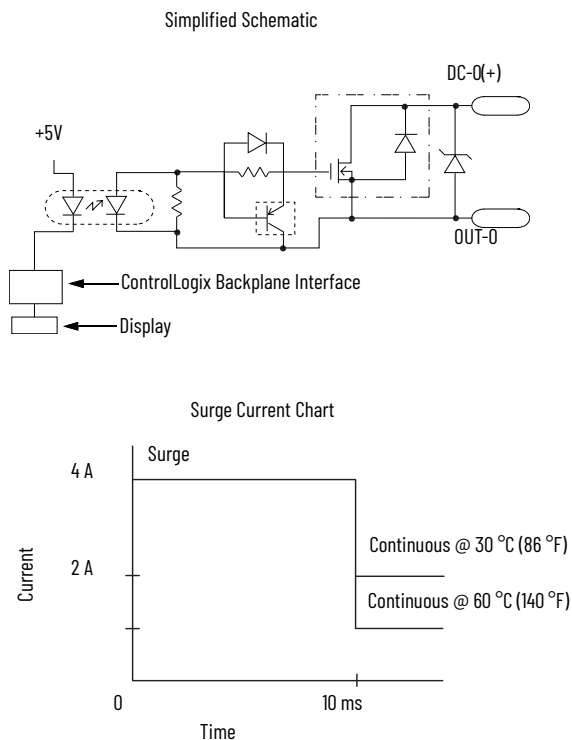 Simplified Schematic
DC-0(+)
+5V
OUT-0
ControlLogix Backplane Interface
Display
Surge Current Chart
Surge
4 A
Continuous @ 30 °C (86 °F)
2 A
Continuous @ 60 °C (140 °F)
Current
0
10 ms
Time